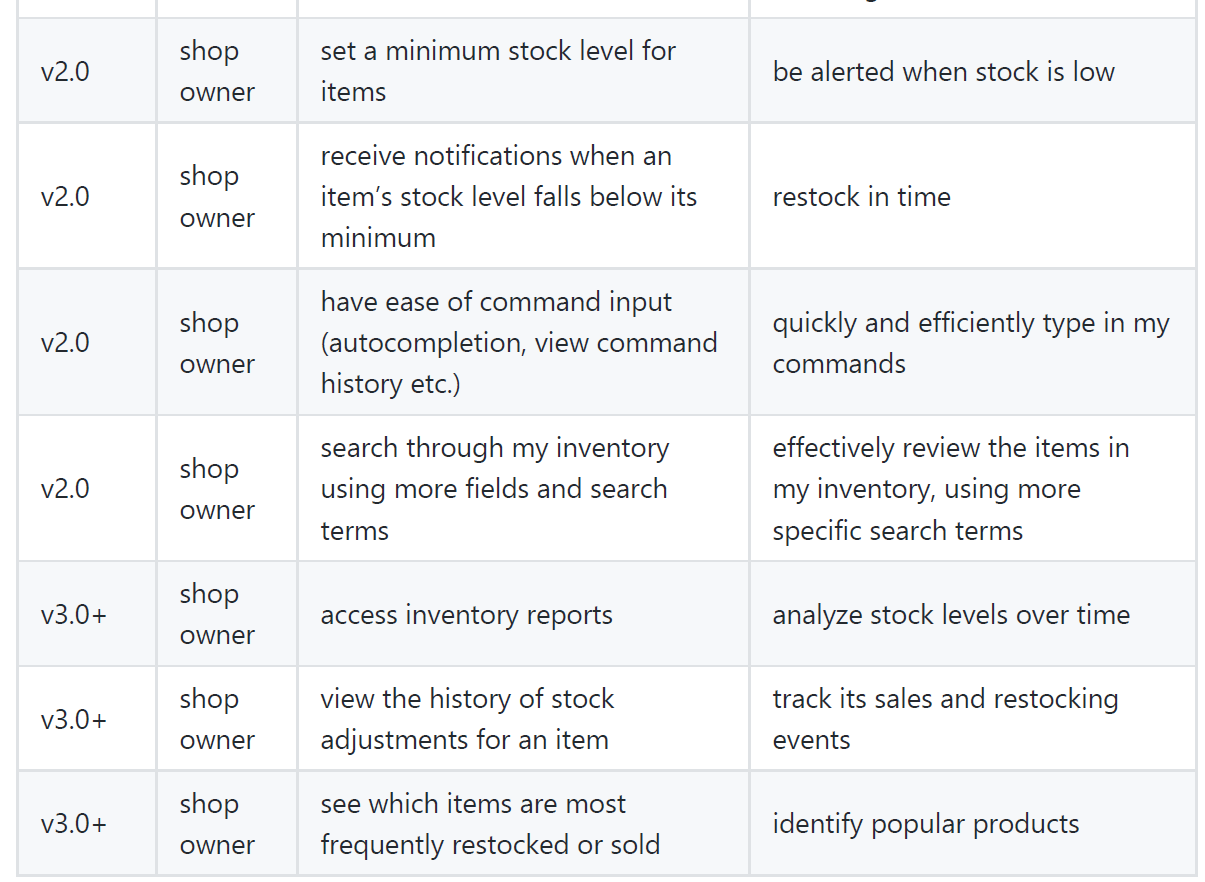 v2.0
shop
owner
set a minimum stock level for
items
be alerted when stock is low
v2.0
shop
owner
receive notifications when an
item’s stock level falls below its
minimum
restock in time
v2.0
shop
owner
have ease of command input
(autocompletion, view command
history etc.)
quickly and efficiently type in my
commands
v2.0
shop
owner
search through my inventory
using more fields and search
terms
effectively review the items in
my inventory, using more
specific search terms
v3.0+
shop
owner
access inventory reports
analyze stock levels over time
v3.0+
shop
owner
view the history of stock
adjustments for an item
track its sales and restocking
events
v3.0+
shop
owner
see which items are most
frequently restocked or sold
identify popular products